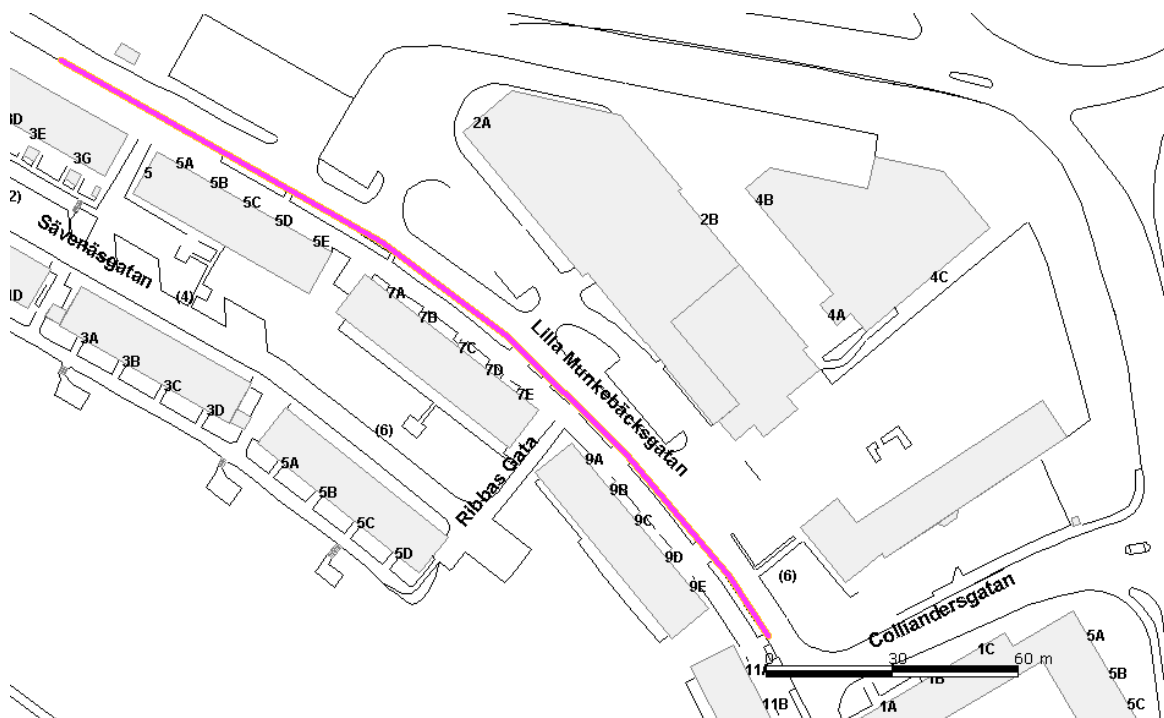 2A
3D
3E
3G
5
5A
5B
5C
5D
5E
2B
4B
4C
4A
2)
Sävenäsgatan
(4)
1D
7A
7B
7C
7D
7E
Lilla Munkebäcksgatan
3A
3B
3C
3D
(6)
Ribbas Gata
5A
5B
5C
5D
9A
9B
9C
9D
9E
(6)
Colliandersgatan
0
30
60 m
11A
11B
1C
1B
1A
5A
5B
5C